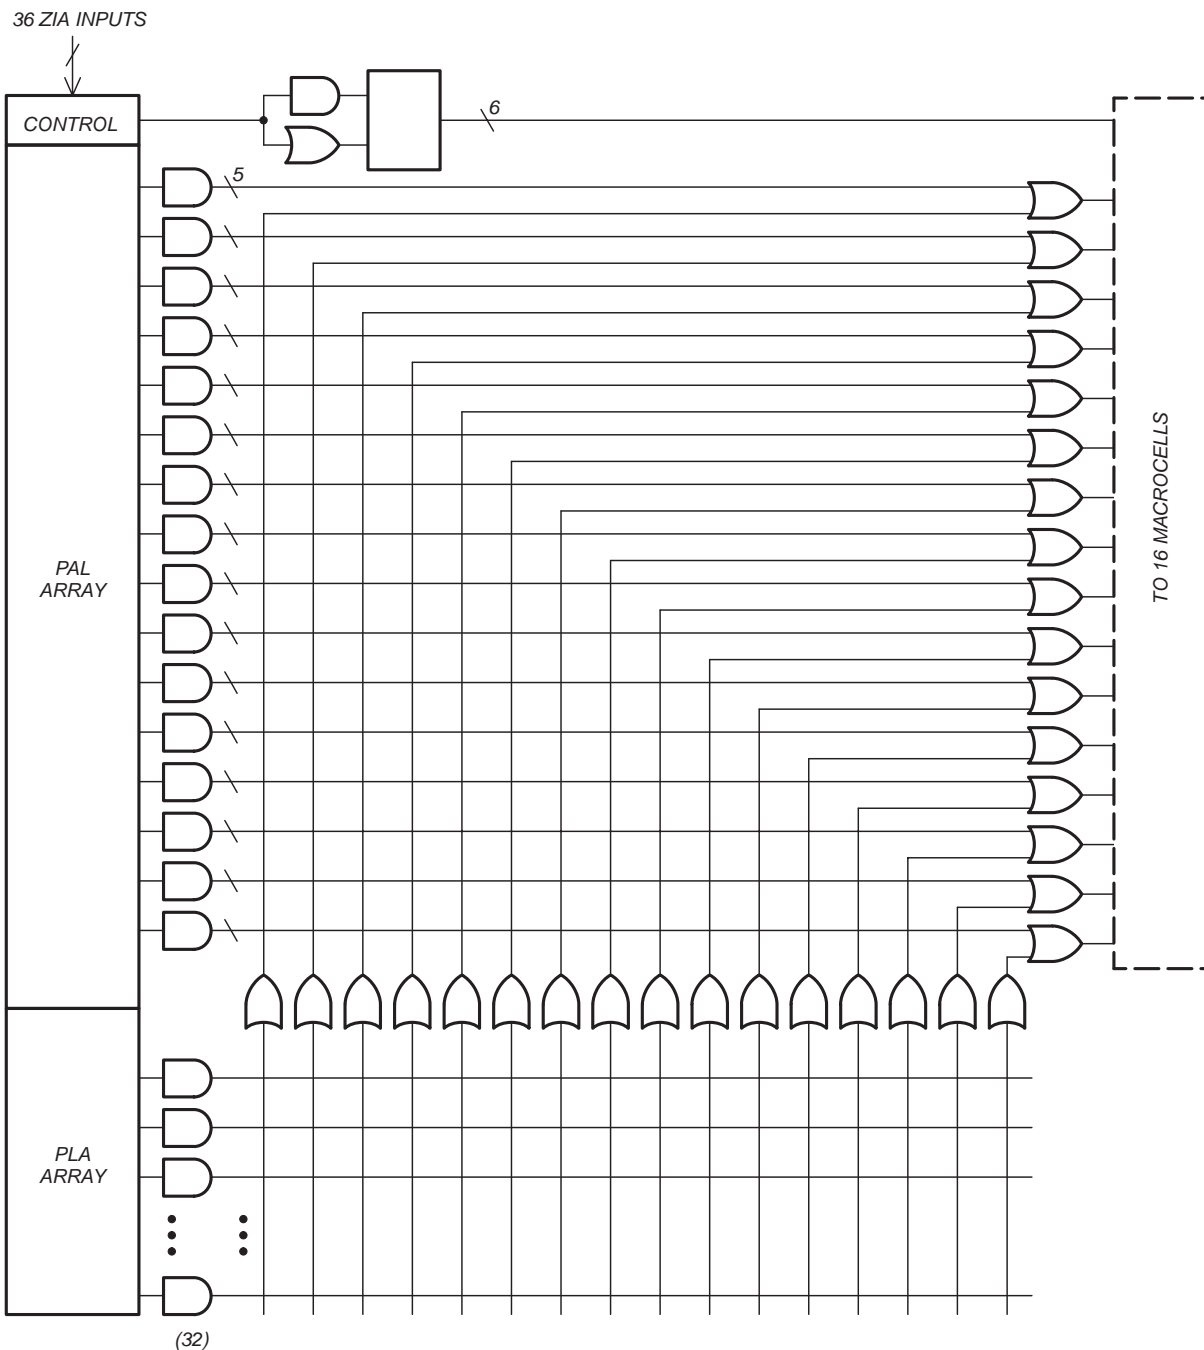 36 ZIA INPUTS
6
CONTROL
5
TO 16 MACROCELLS
PAL
ARRAY
PLA
ARRAY
(32)